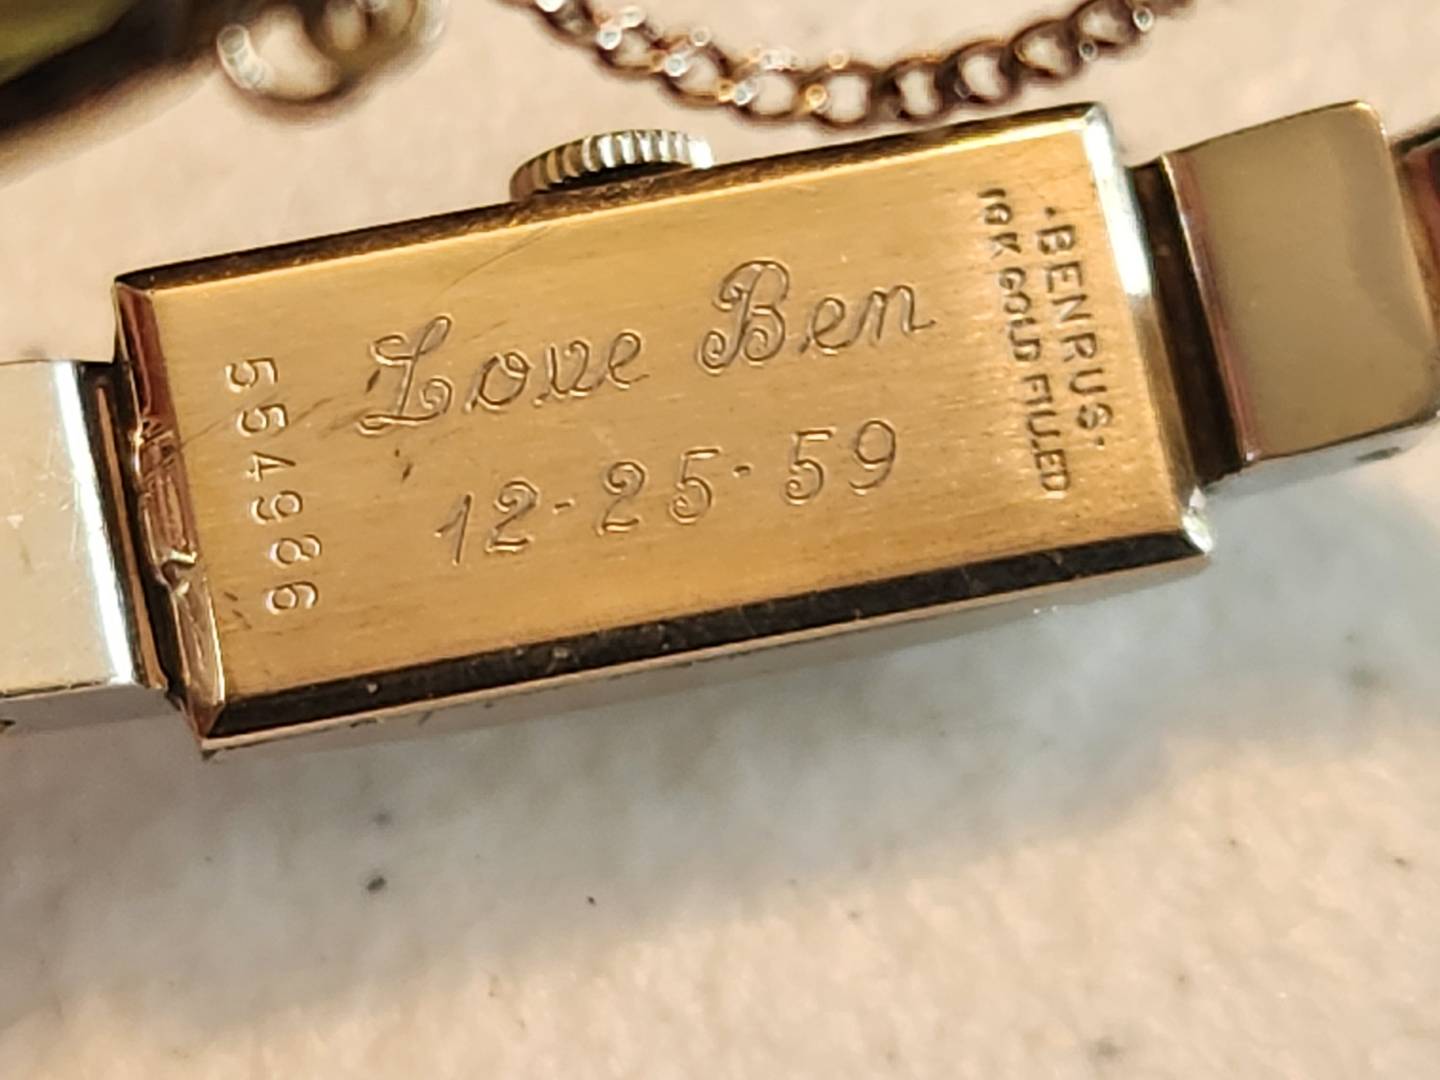 Love Ben
12-25-59
554986
·BENRUS·
10K GOLD FILLED